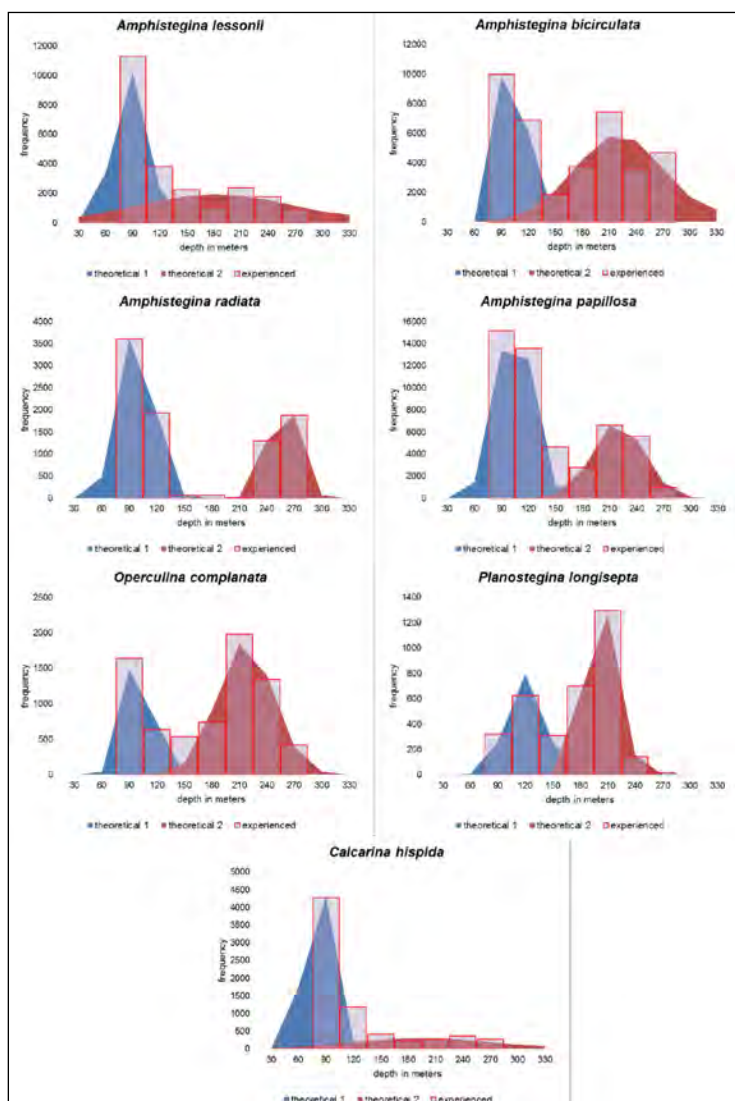 Amphistegina lessonii
12000
10000
8000
6000
4000
2000
0
frequency
30 60 90 120 150 180 210 240 270 300 330
depth in meters
theoretical 1 theoretical 2 experienced
Amphistegina bicirculata
12000
10000
8000
6000
4000
2000
0
frequency
30 60 90 120 150 180 210 240 270 300 330
depth in meters
theoretical 1 theoretical 2 experienced
Amphistegina radiata
4000
3500
3000
2500
2000
1500
1000
500
0
frequency
30 60 90 120 150 180 210 240 270 300 330
depth in meters
theoretical 1 theoretical 2 experienced
Amphistegina papillosa
16000
14000
12000
10000
8000
6000
4000
2000
0
frequency
30 60 90 120 150 180 210 240 270 300 330
depth in meters
theoretical 1 theoretical 2 experienced
Operculina complanata
2500
2000
1500
1000
500
0
frequency
30 60 90 120 150 180 210 240 270 300 330
depth in meters
theoretical 1 theoretical 2 experienced
Planostegina longisepta
1400
1200
1000
800
600
400
200
0
frequency
30 60 90 120 150 180 210 240 270 300 330
depth in meters
theoretical 1 theoretical 2 experienced
Calcarina hispida
5000
4500
4000
3500
3000
2500
2000
1500
1000
500
0
frequency
30 60 90 120 150 180 210 240 270 300 330
depth in meters
theoretical 1 theoretical 2 experienced